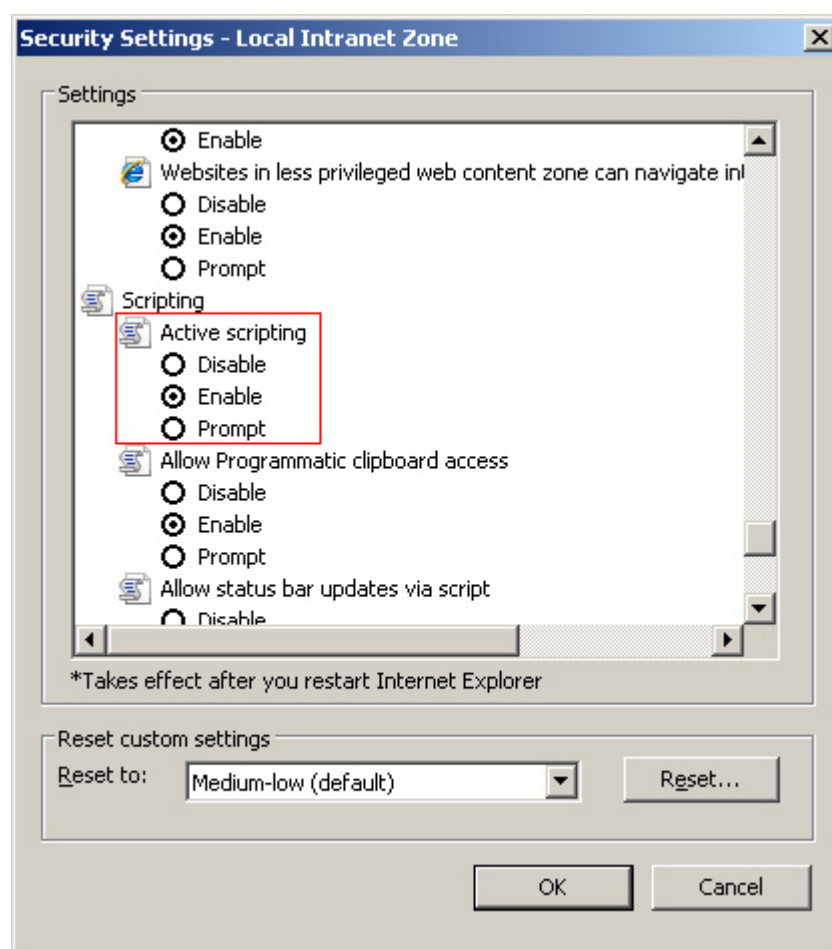 Security Settings - Local Intranet Zone
Settings
Enable
Websites in less privileged web content zone can navigate
Disable
Enable
Prompt
Scripting
Active scripting
Disable
Enable
Prompt
Allow Programmatic clipboard access
Disable
Enable
Prompt
Allow status bar updates via script
Disable
*Takes effect after you restart Internet Explorer
Reset custom settings
Reset to:
Medium-low (default)
Reset...
OK
Cancel